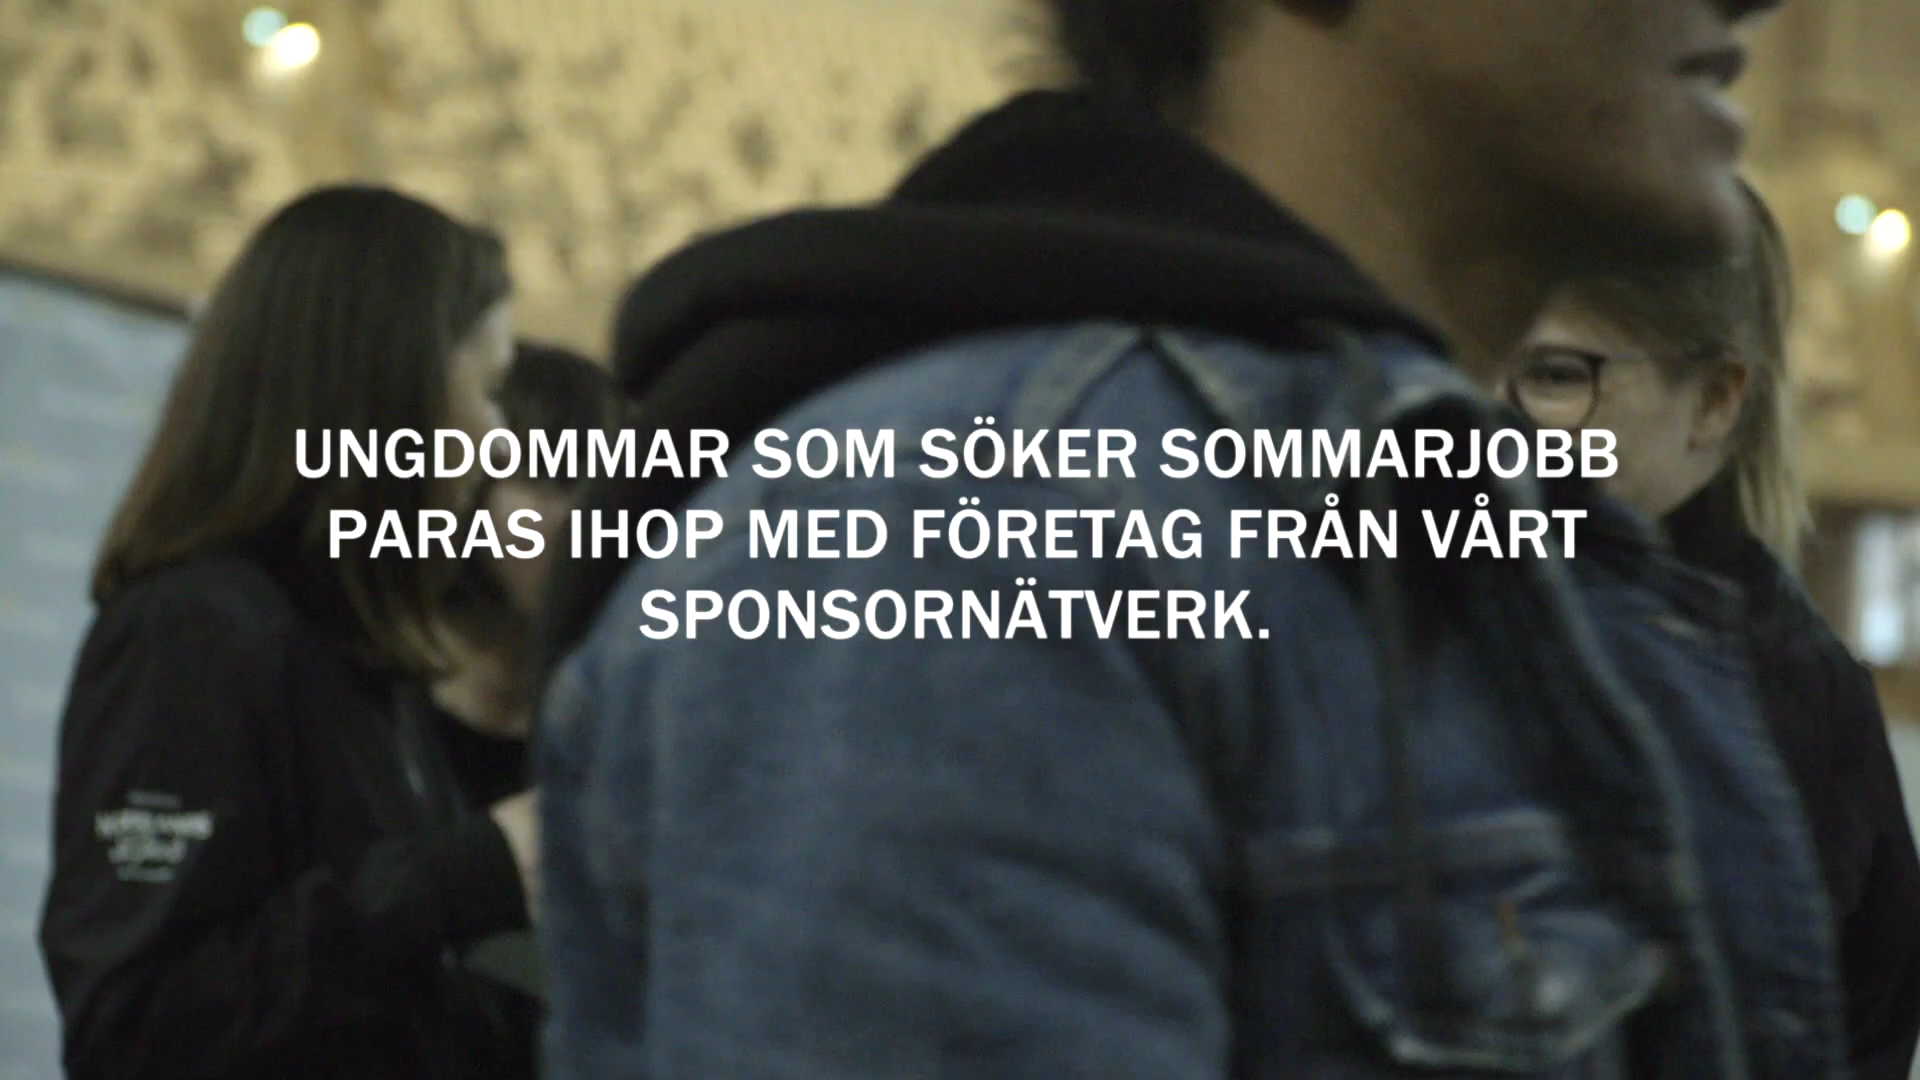 UNGDOMMAR SOM SÖKER SOMMARJOBB
PARAS IHOP MED FÖRETAG FRÅN VÅRT
SPONSORNÄTVERK.